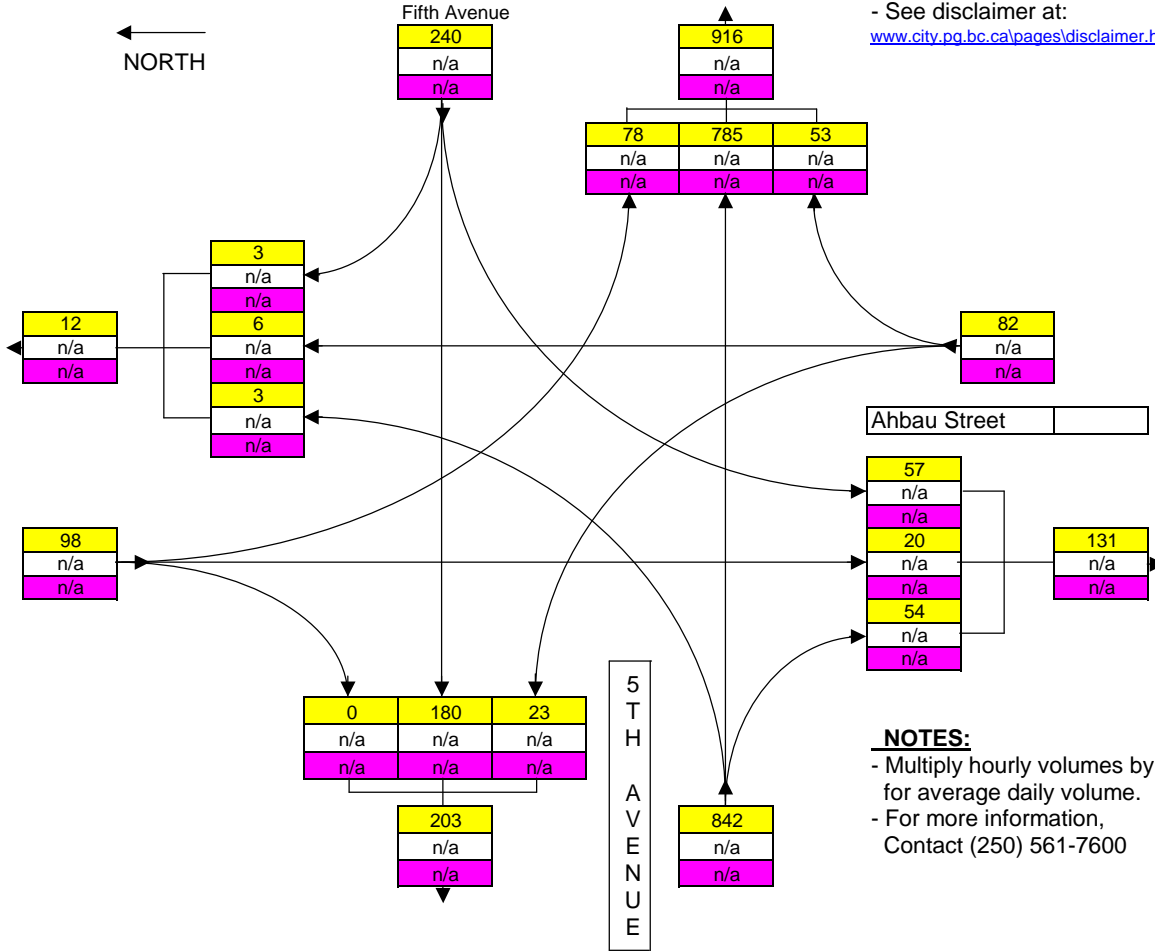 Fifth Avenue
- See disclaimer at:
www.city.pg.bc.ca\pages\disclaimer.h
NORTH
240
n/a
n/a
916
n/a
n/a
78 785 53
n/a n/a n/a
n/a n/a n/a
3
n/a
n/a
6
n/a
n/a
3
n/a
n/a
12
n/a
n/a
82
n/a
n/a
Ahbau Street
57
n/a
n/a
20
n/a
n/a
54
n/a
n/a
98
n/a
n/a
131
n/a
n/a
0 180 23
n/a n/a n/a
n/a n/a n/a
203
n/a
n/a
5
T
H
A
V
E
N
U
E
842
n/a
n/a
NOTES:
- Multiply hourly volumes by
for average daily volume.
- For more information,
Contact (250) 561-7600